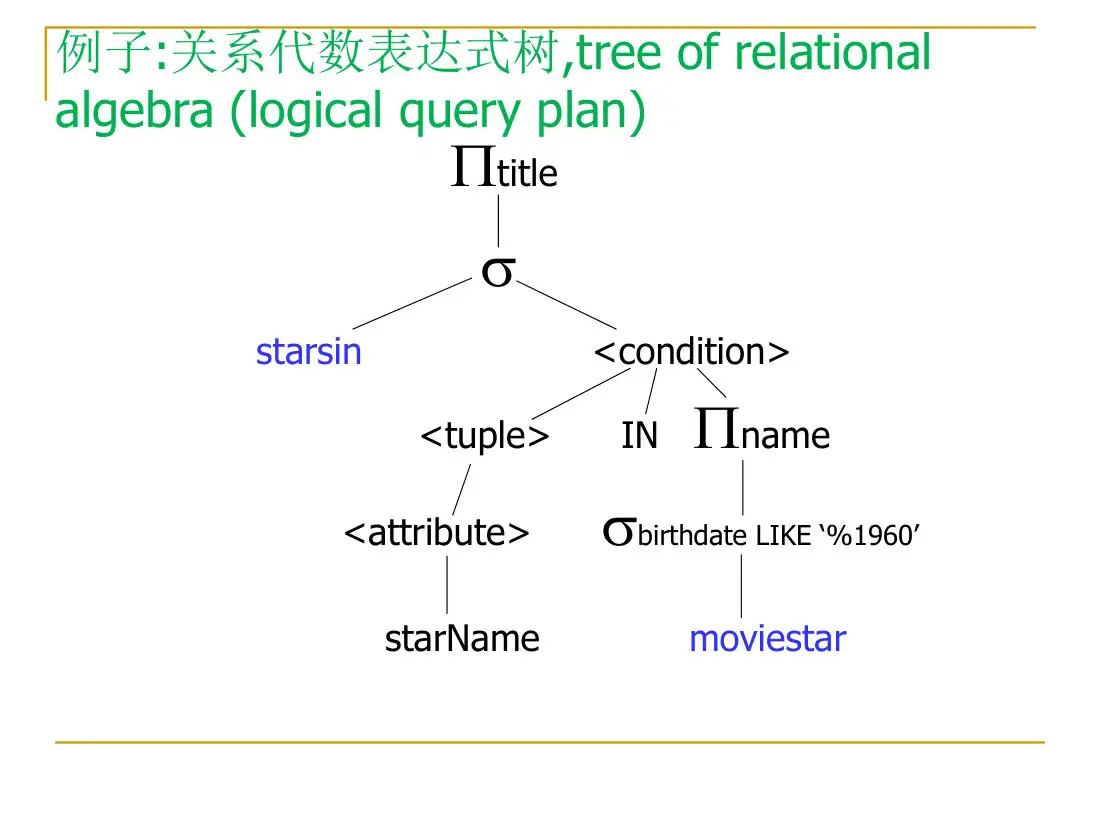 例子:关系代数表达式树,tree of relational
algebra (logical query plan)
Πtitle
σ
starsin <condition>
<tuple> IN Πname
<attribute> σbirthdate LIKE ‘%1960’
starName moviestar